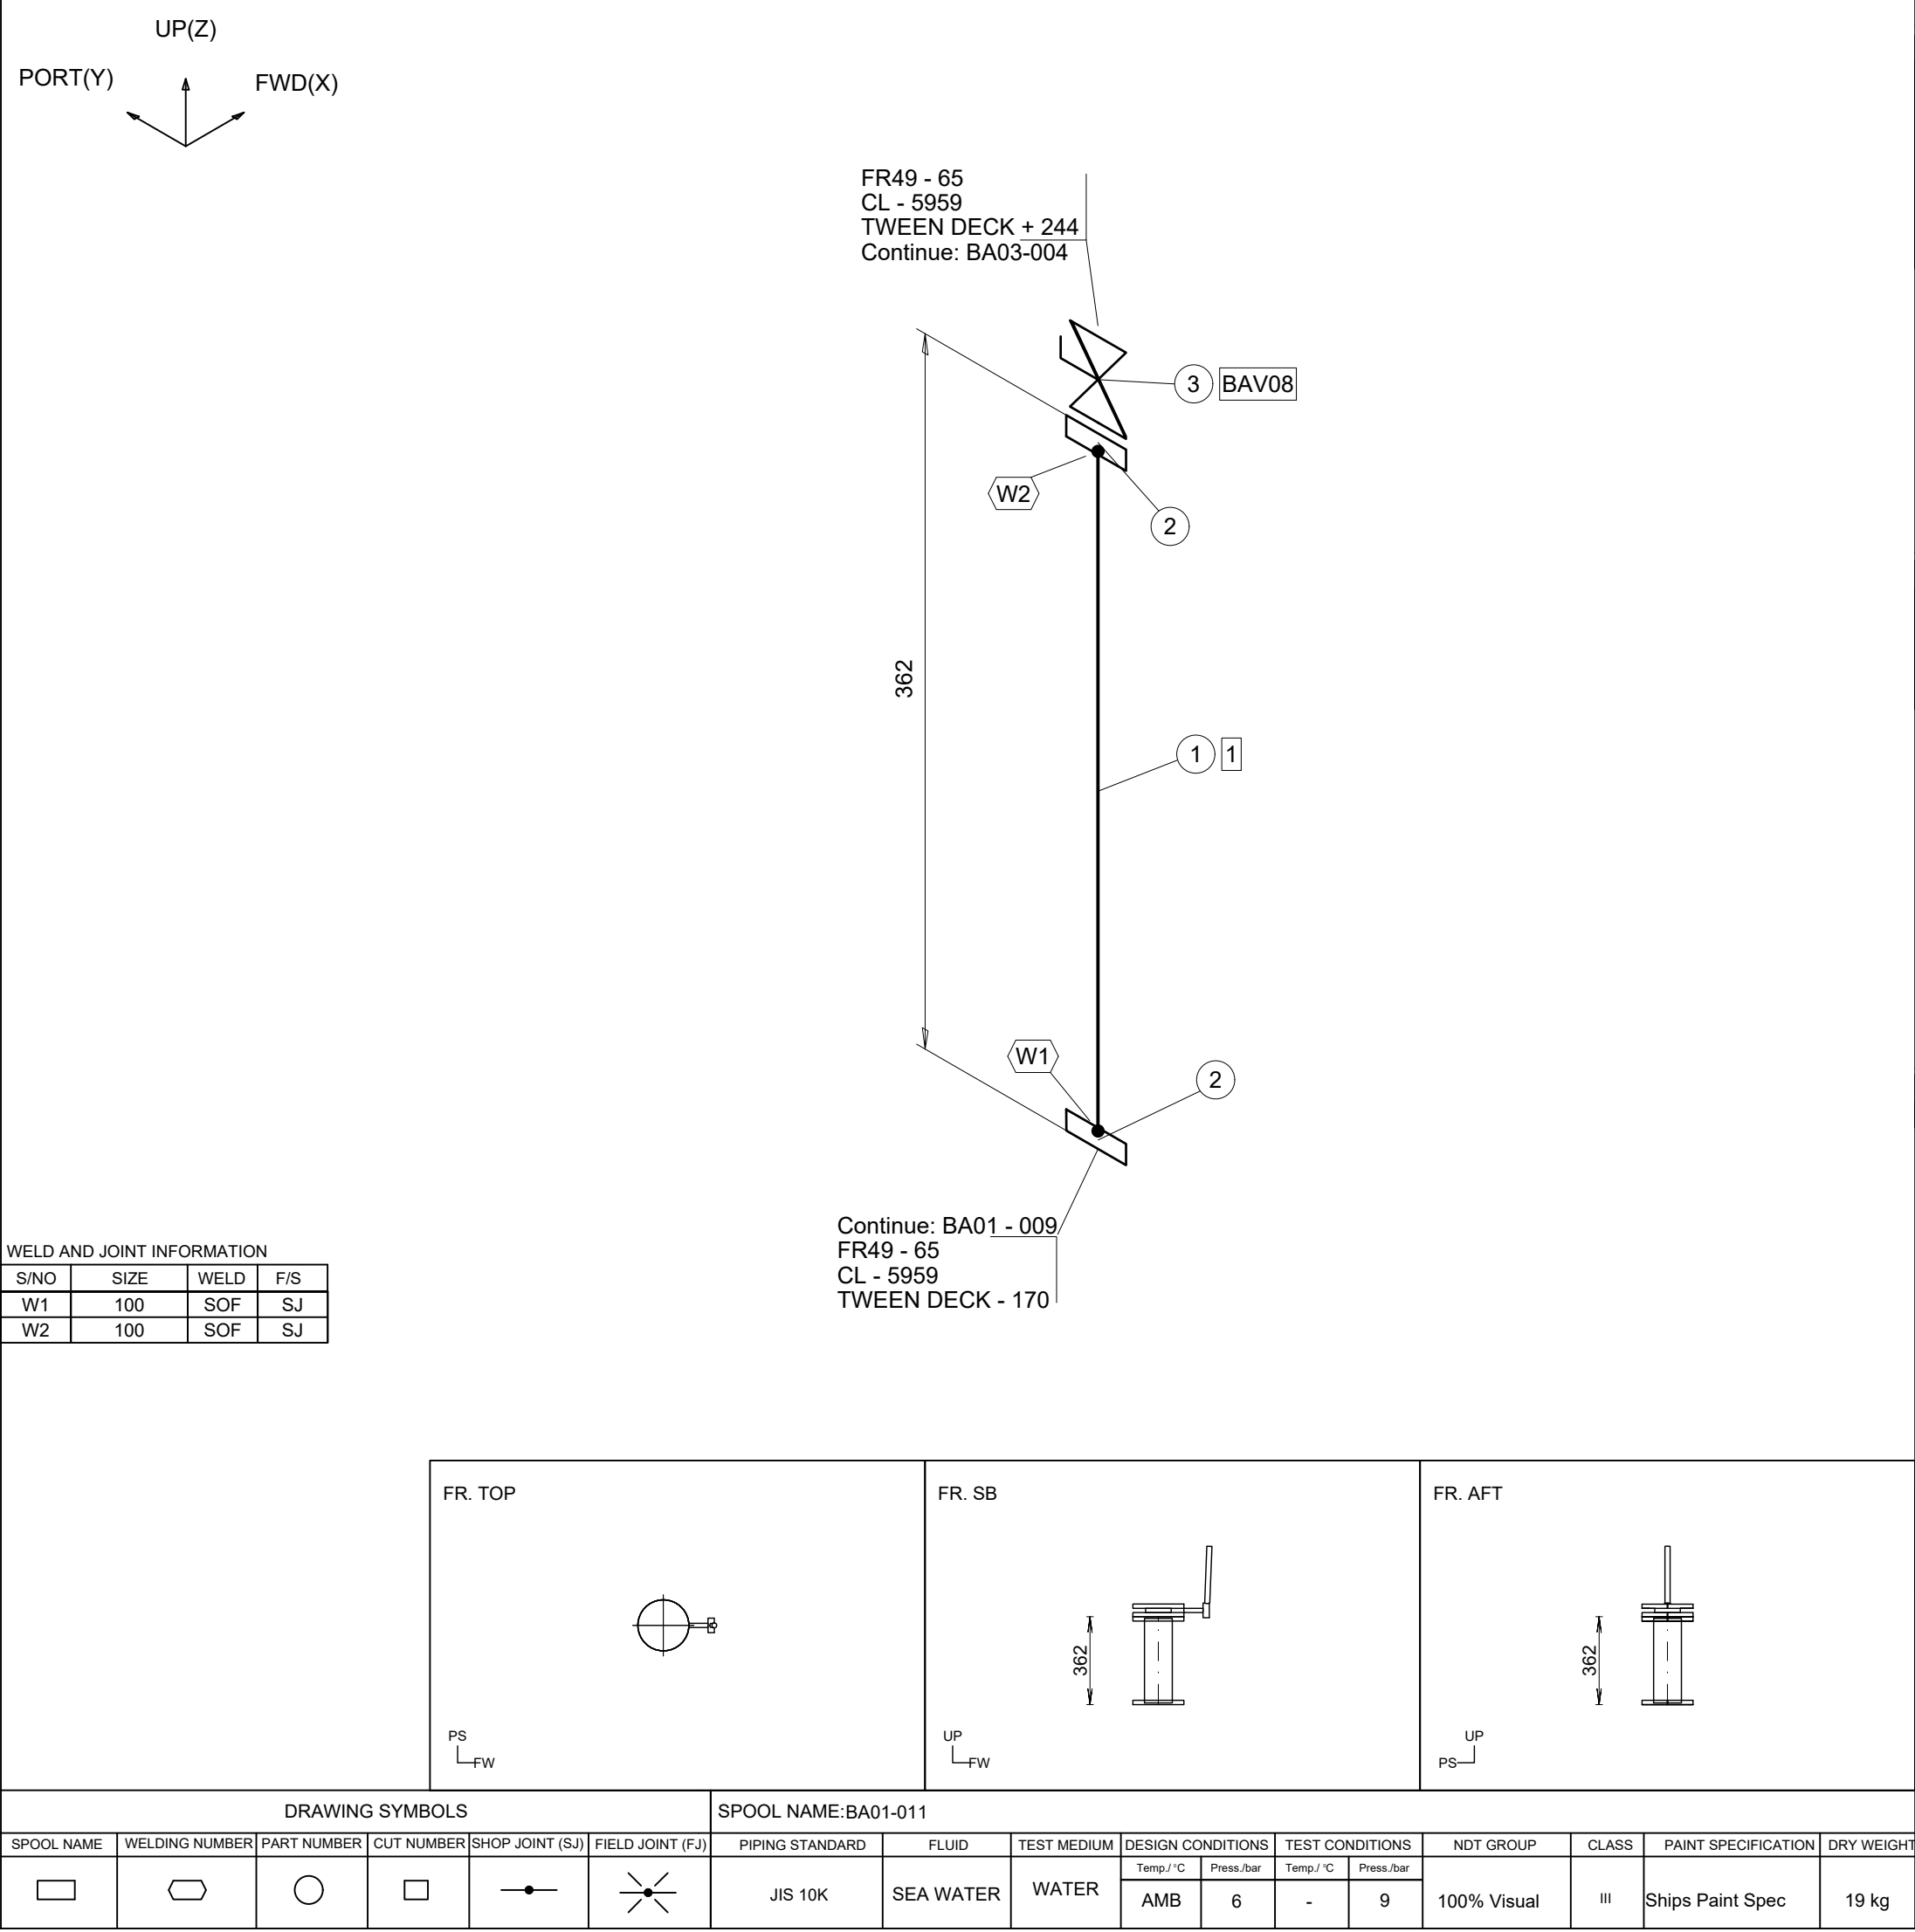 UP(Z)
PORT(Y)
FWD(X)
FR49 - 65
CL - 5959
TWEEN DECK + 244
Continue: BA03-004
3 BAV08
W2
2
362
1 1
W1
2
Continue: BA01 - 009
FR49 - 65
CL - 5959
TWEEN DECK - 170
WELD AND JOINT INFORMATION
S/NO SIZE WELD F/S
W1 100 SOF SJ
W2 100 SOF SJ
FR. TOP
PS
FW
FR. SB
362
UP
FW
FR. AFT
362
UP
PS
DRAWING SYMBOLS
SPOOL NAME:BA01-011
SPOOL NAME WELDING NUMBER PART NUMBER CUT NUMBER SHOP JOINT (SJ) FIELD JOINT (FJ) PIPING STANDARD FLUID TEST MEDIUM DESIGN CONDITIONS TEST CONDITIONS NDT GROUP CLASS PAINT SPECIFICATION DRY WEIGHT
Temp./ °C Press./bar Temp./ °C Press./bar
JIS 10K SEA WATER WATER AMB 6 - 9 100% Visual III Ships Paint Spec 19 kg